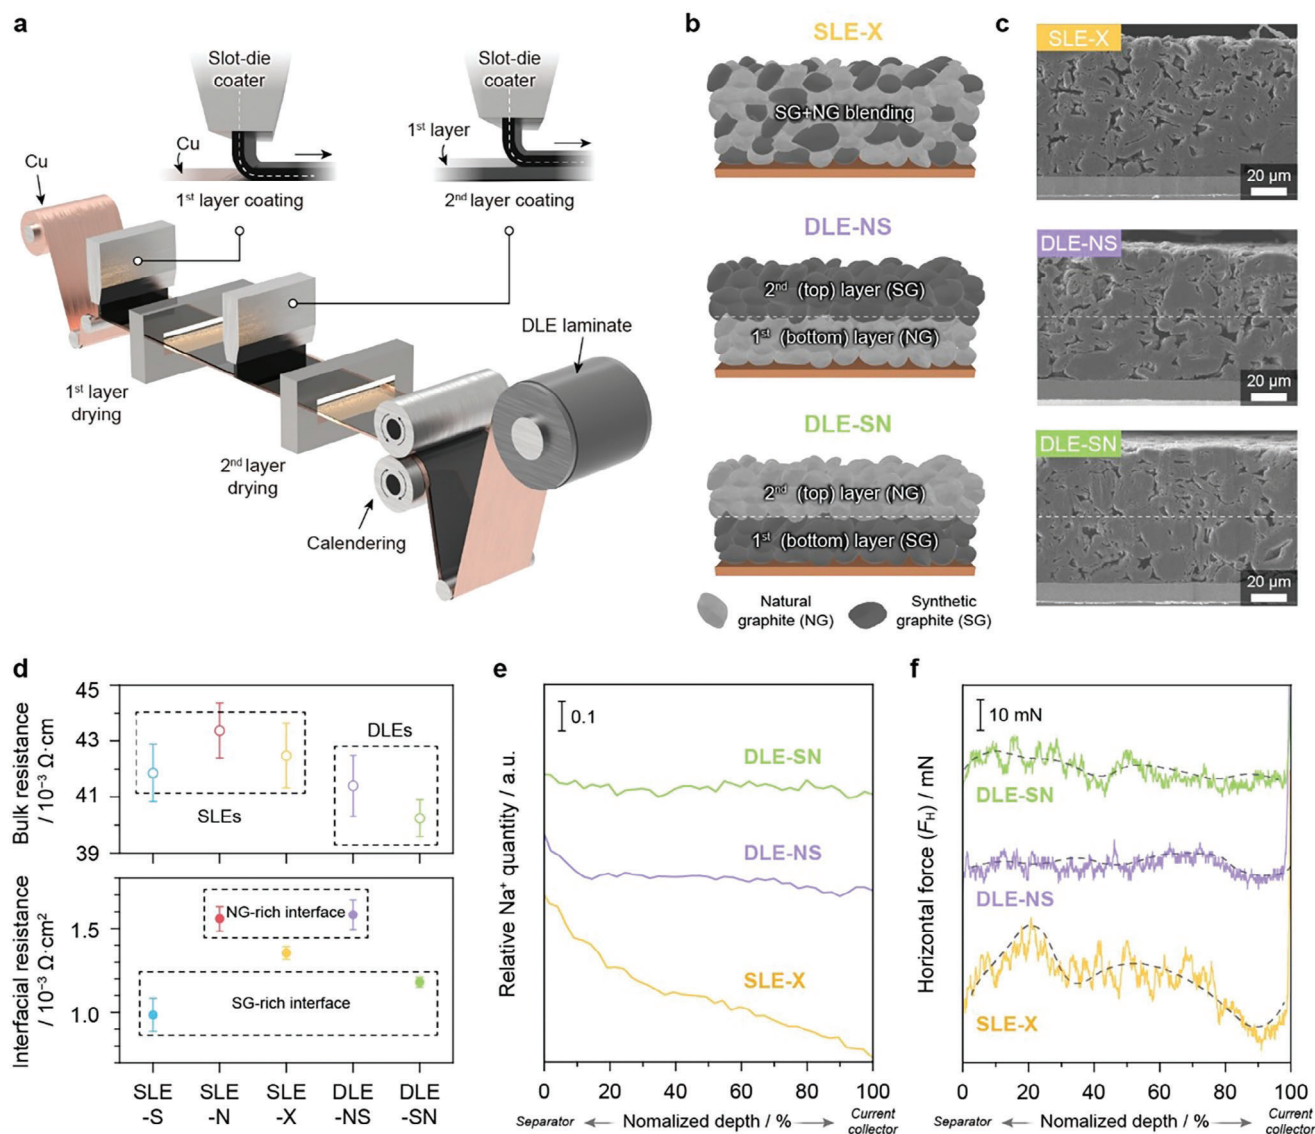 a
Slot-die
coater
Cu
1st layer coating
Slot-die
coater
1st layer
2nd layer coating
Cu
1st layer
drying
2nd layer
drying
Calendering
DLE laminate
b
SLE-X
SG+NG blending
DLE-NS
2nd (top) layer (SG)
1st (bottom) layer (NG)
DLE-SN
2nd (top) layer (NG)
1st (bottom) layer (SG)
Natural
graphite (NG)
Synthetic
graphite (SG)
c
SLE-X
20 μm
DLE-NS
20 μm
DLE-SN
20 μm
d
Bulk resistance
/ 10⁻³ Ω·cm
45
43
41
39
SLEs
DLEs
Interfacial resistance
/ 10⁻³ Ω·cm²
1.5
1.0
NG-rich interface
SG-rich interface
SLE
-S
SLE
-N
SLE
-X
DLE
-NS
DLE
-SN
e
Relative Na⁺ quantity / a.u.
0.1
DLE-SN
DLE-NS
SLE-X
0 20 40 60 80 100
Separator
Nomalized depth / %
Current
collector
f
Horizontal force (F_H) / mN
10 mN
DLE-SN
DLE-NS
SLE-X
0 20 40 60 80 100
Separator
Nomalized depth / %
Current
collector